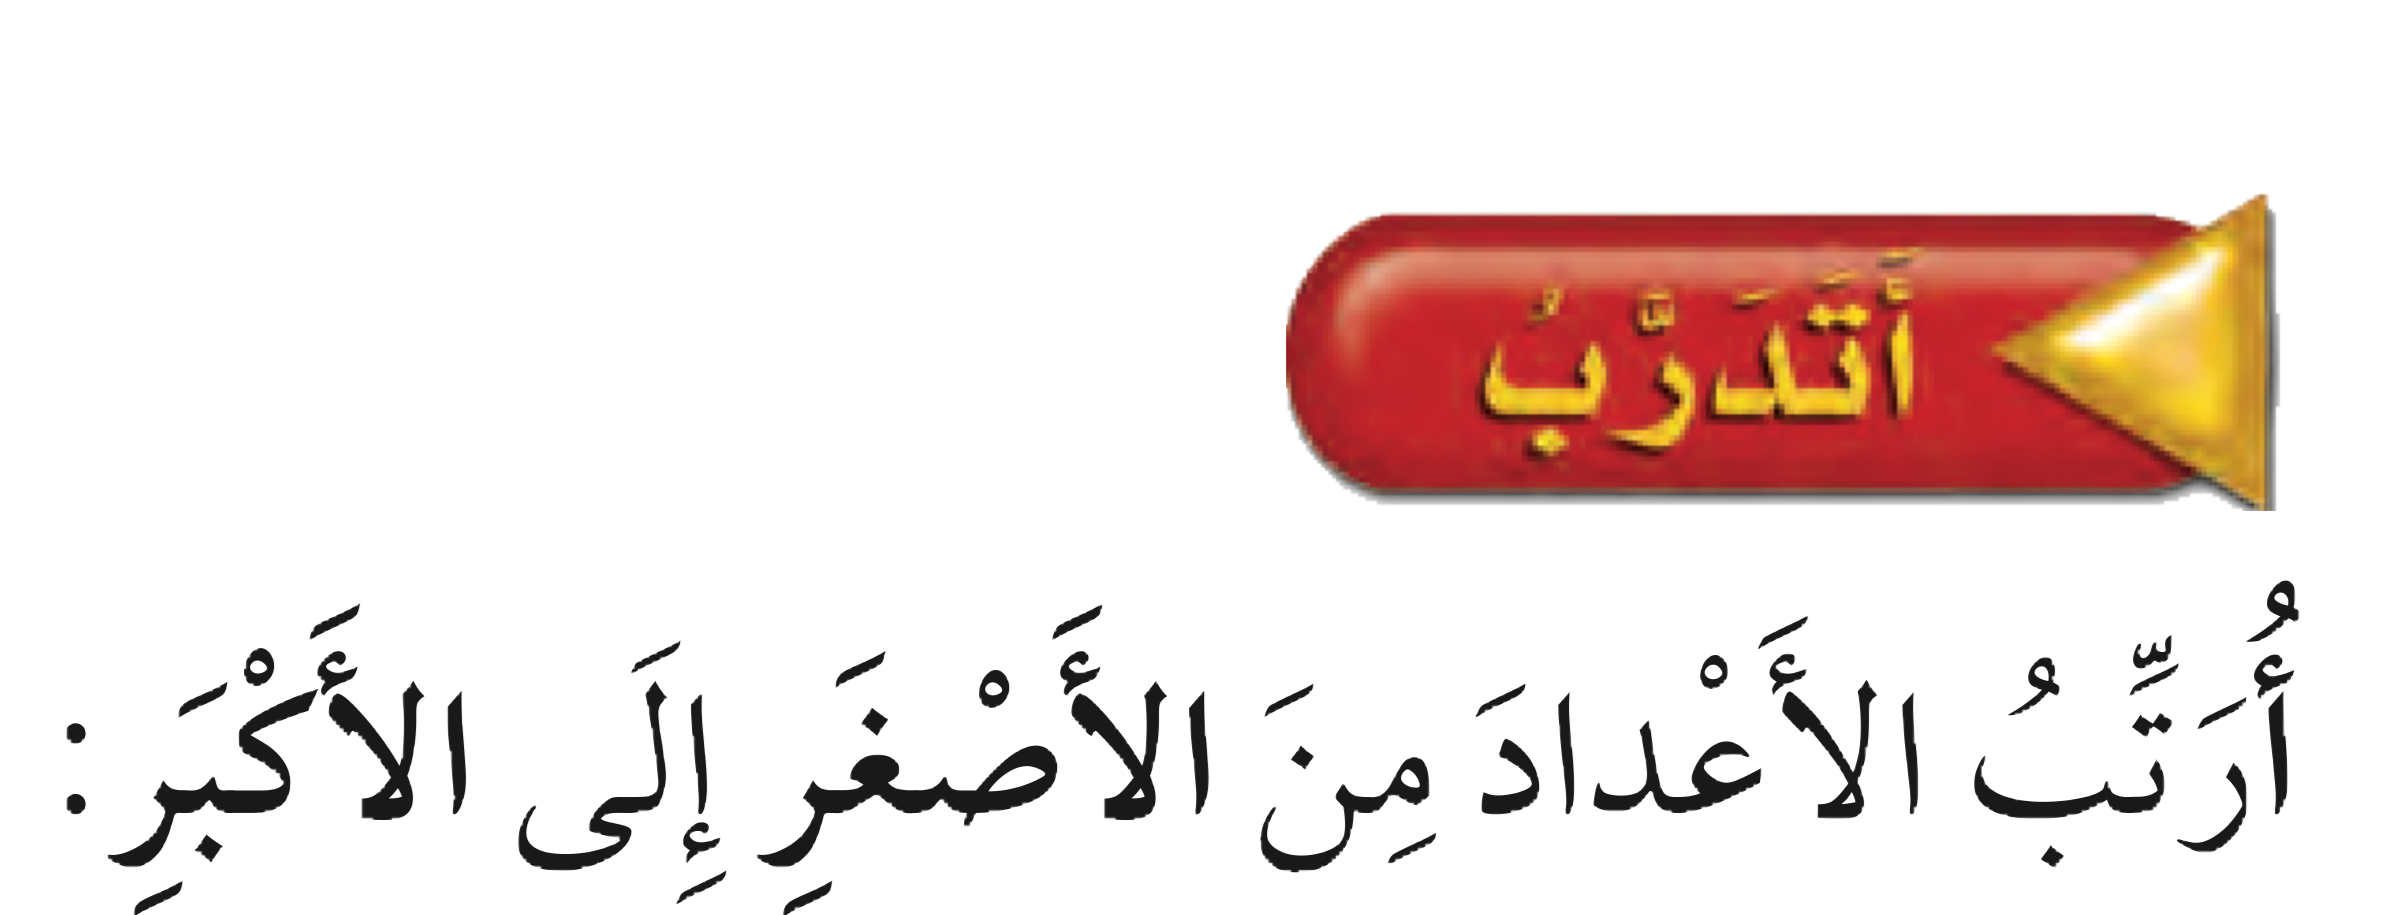 أَتَدَرَّبُ
أُرَتِّبُ الأَعْدادَ مِنَ الأَصْغَرِ إِلَى الأَكْبَرِ :